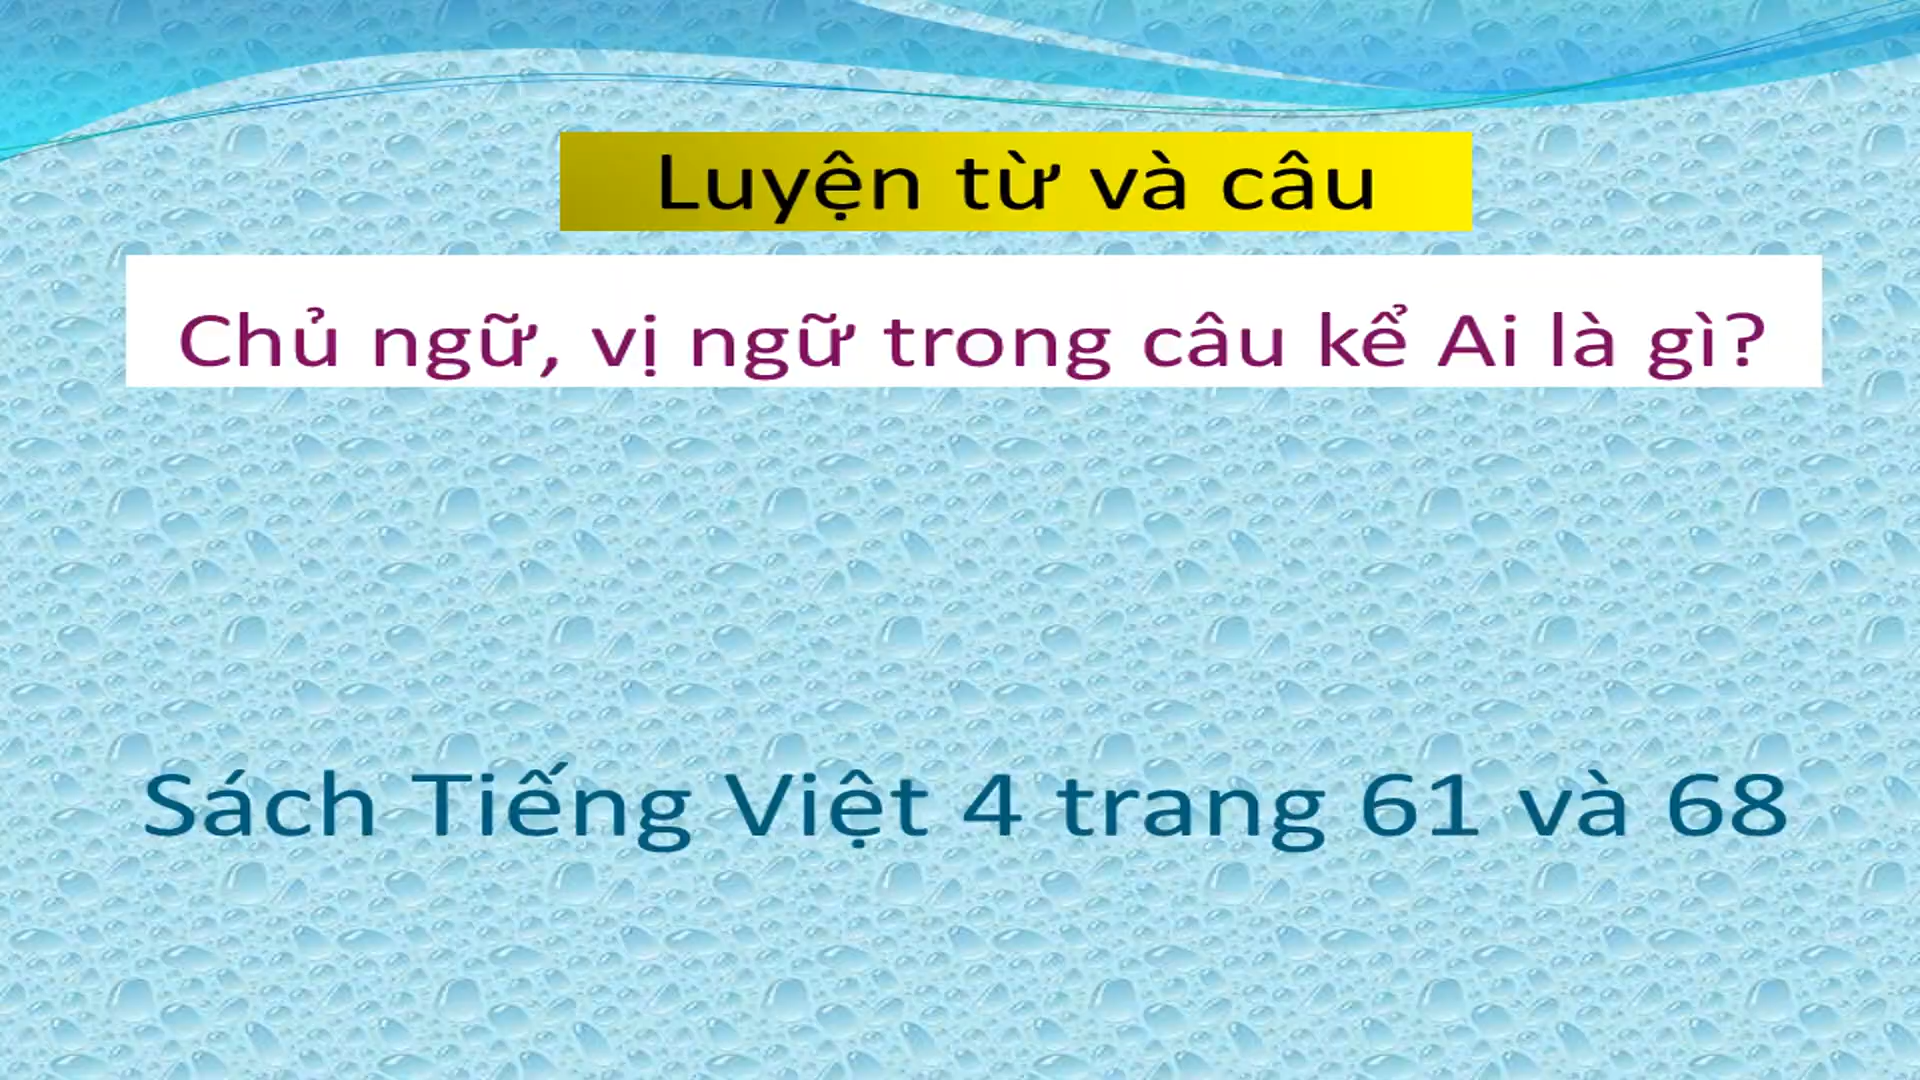 Luyện từ và câu
Chủ ngữ, vị ngữ trong câu kể Ai là gì?
Sách Tiếng Việt 4 trang 61 và 68